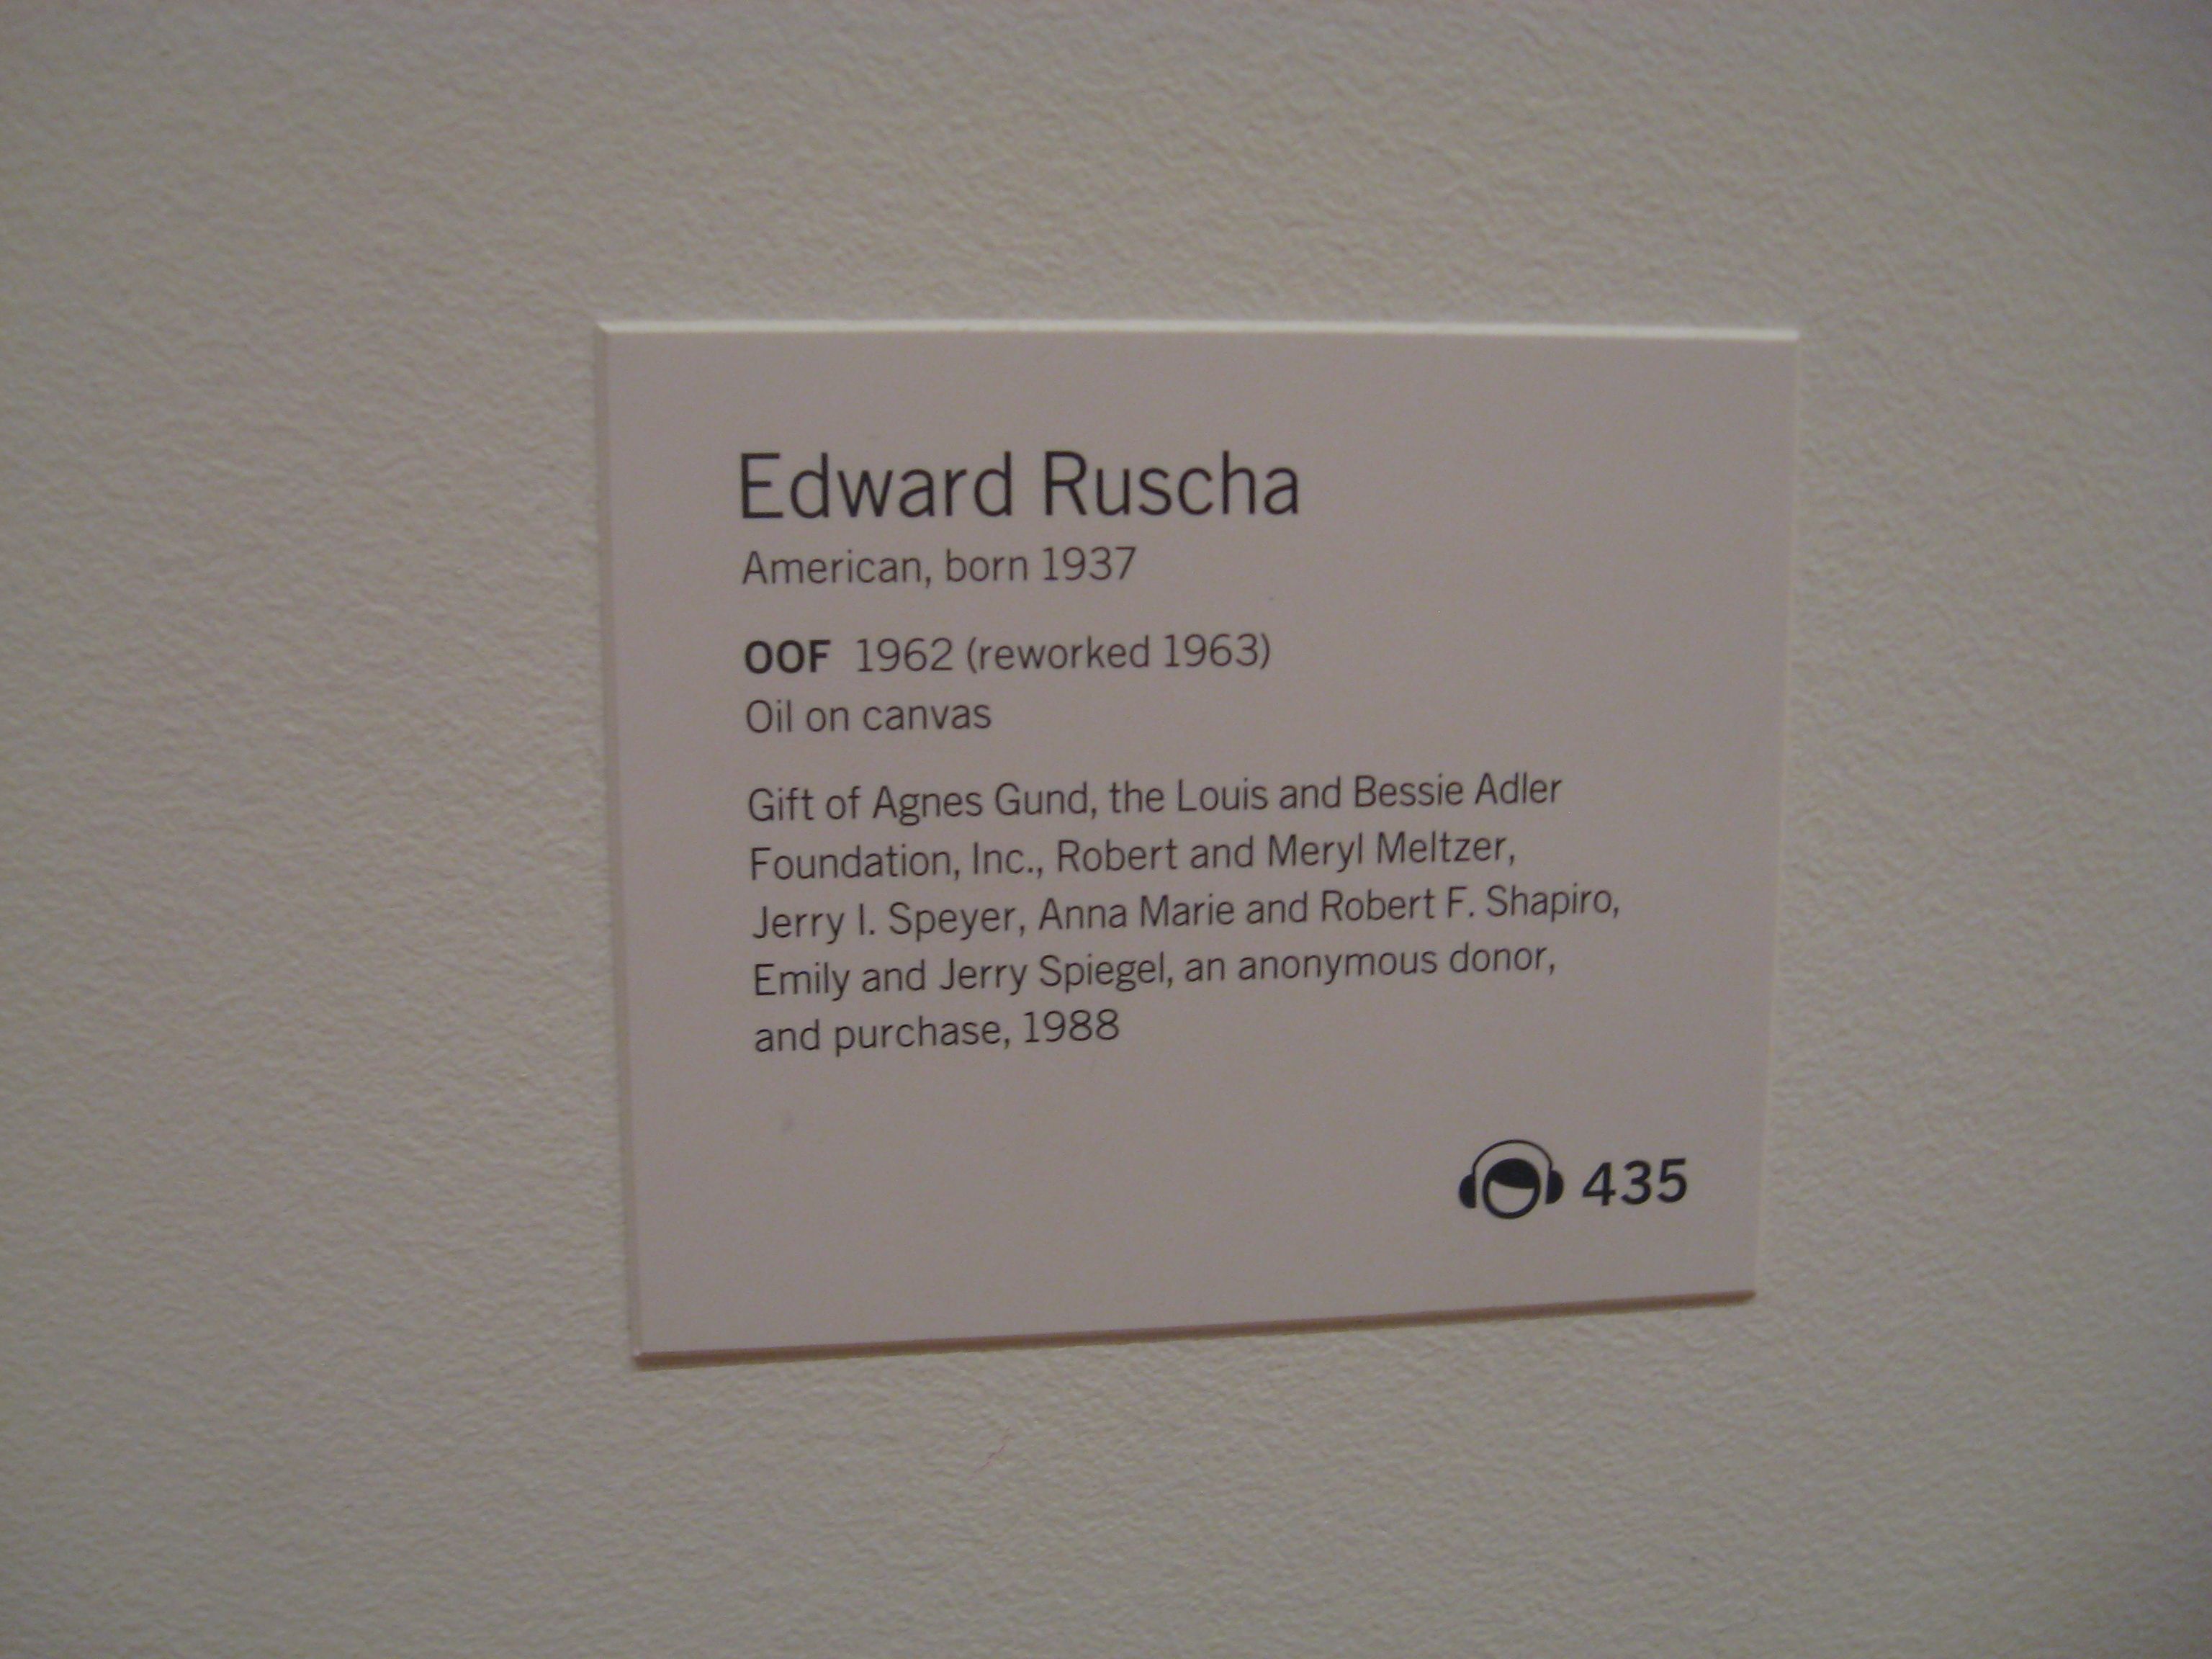 Edward Ruscha
American, born 1937
OOF 1962 (reworked 1963)
Oil on canvas
Gift of Agnes Gund, the Louis and Bessie Adler
Foundation, Inc., Robert and Meryl Meltzer,
Jerry I. Speyer, Anna Marie and Robert F. Shapiro,
Emily and Jerry Spiegel, an anonymous donor,
and purchase, 1988
435